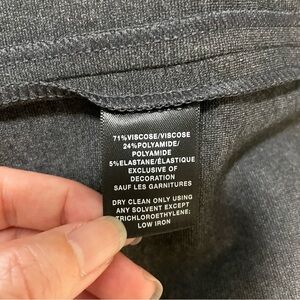 71%VISCOSE/VISCOSE
24%POLYAMIDE/
POLYAMIDE
5%ELASTANE/ÉLASTIQUE
EXCLUSIVE OF
DECORATION
SAUF LES GARNITURES
DRY CLEAN ONLY USING
ANY SOLVENT EXCEPT
TRICHLOROETHYLENE;
LOW IRON